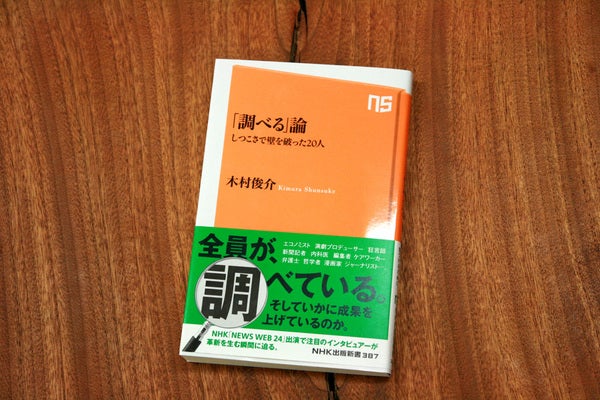 NS
「調べる」論
しつこさで壁を破った20人
木村俊介 Kimura Shunsuke
全員が、
エコノミスト 演劇プロデューサー 狂言師
新聞記者 内科医 編集者 ケアワーカー
弁護士 哲学者 漫画家 ジャーナリスト…
調べている。
そしていかに成果を
上げているのか。
NHK「NEWS WEB 24」出演で注目のインタビュアーが
革新を生む瞬間に迫る。
NHK出版新書 387